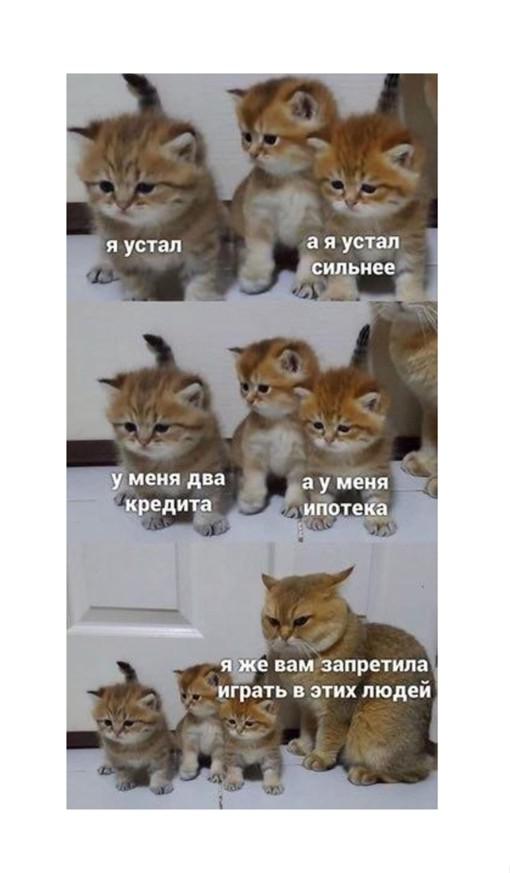 я устал
а я устал
сильнее
у меня два
кредита
а у меня
ипотека
я же вам запретила
играть в этих людей